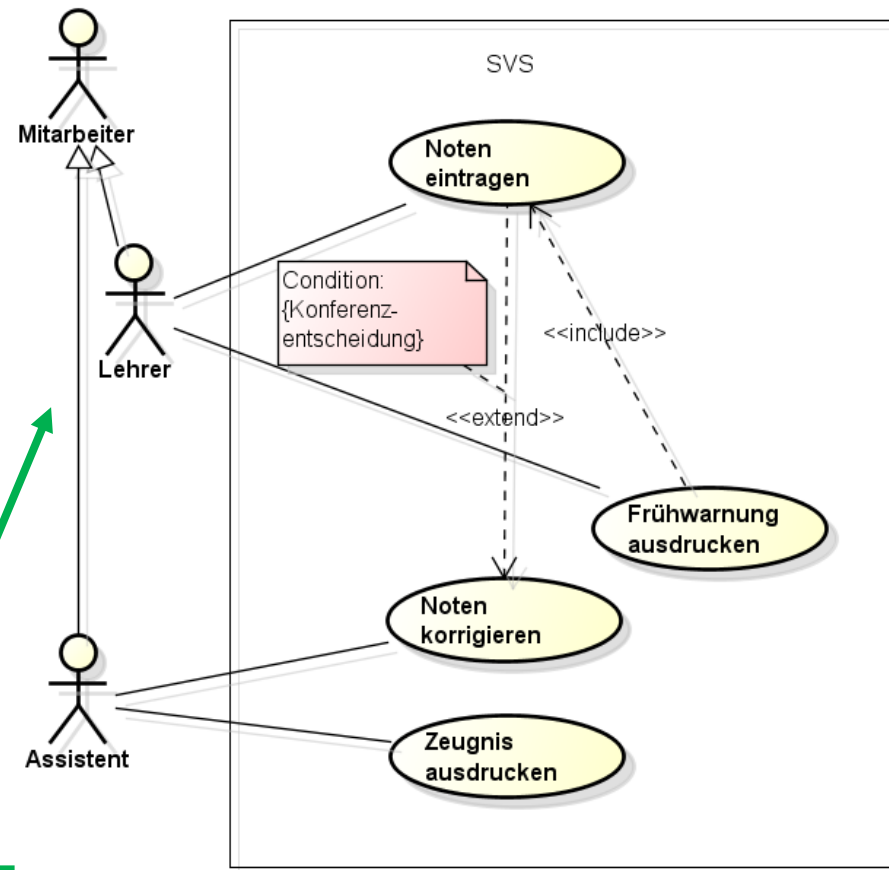 SVS
Mitarbeiter
Noten
eintragen
Condition:
{Konferenz-
entscheidung}
<<include>>
Lehrer
<<extend>>
Frühwarnung
ausdrucken
Noten
korrigieren
Assistent
Zeugnis
ausdrucken